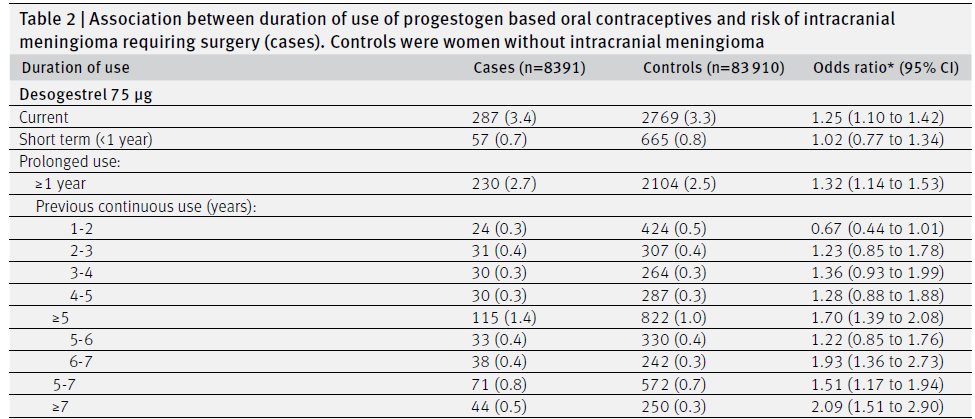 Table 2 | Association between duration of use of progestogen based oral contraceptives and risk of intracranial
meningioma requiring surgery (cases). Controls were women without intracranial meningioma
Duration of use Cases (n=8391) Controls (n=83 910) Odds ratio* (95% CI)
Desogestrel 75 µg
Current 287 (3.4) 2769 (3.3) 1.25 (1.10 to 1.42)
Short term (<1 year) 57 (0.7) 665 (0.8) 1.02 (0.77 to 1.34)
Prolonged use:
≥1 year 230 (2.7) 2104 (2.5) 1.32 (1.14 to 1.53)
Previous continuous use (years):
1-2 24 (0.3) 424 (0.5) 0.67 (0.44 to 1.01)
2-3 31 (0.4) 307 (0.4) 1.23 (0.85 to 1.78)
3-4 30 (0.3) 264 (0.3) 1.36 (0.93 to 1.99)
4-5 30 (0.3) 287 (0.3) 1.28 (0.88 to 1.88)
≥5 115 (1.4) 822 (1.0) 1.70 (1.39 to 2.08)
5-6 33 (0.4) 330 (0.4) 1.22 (0.85 to 1.76)
6-7 38 (0.4) 242 (0.3) 1.93 (1.36 to 2.73)
5-7 71 (0.8) 572 (0.7) 1.51 (1.17 to 1.94)
≥7 44 (0.5) 250 (0.3) 2.09 (1.51 to 2.90)